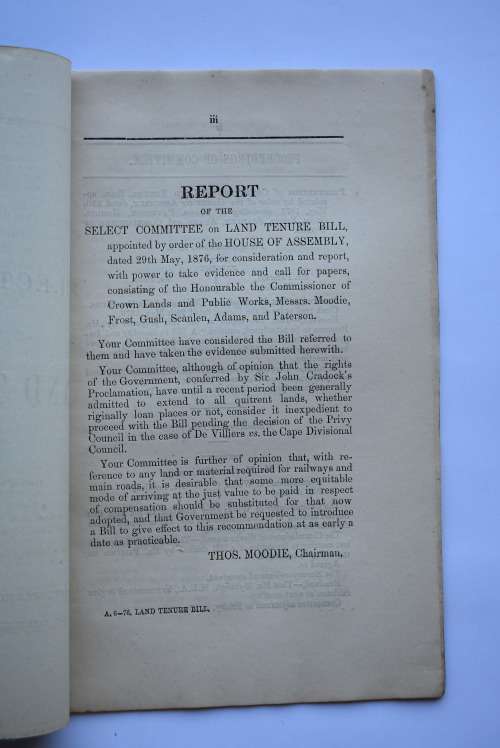 iii
REPORT
OF THE
SELECT COMMITTEE on LAND TENURE BILL,
appointed by order of the HOUSE OF ASSEMBLY,
dated 29th May, 1876, for consideration and report,
with power to take evidence and call for papers,
consisting of the Honourable the Commissioner of
Crown Lands and Public Works, Messrs. Moodie,
Frost, Gush, Scanlen, Adams, and Paterson.
Your Committee have considered the Bill referred to
them and have taken the evidence submitted herewith.
Your Committee, although of opinion that the rights
of the Government, conferred by Sir John Cradock's
Proclamation, have until a recent period been generally
admitted to extend to all quitrent lands, whether
riginally loan places or not, consider it inexpedient to
proceed with the Bill pending the decision of the Privy
Council in the case of De Villiers vs. the Cape Divisional
Council.
Your Committee is further of opinion that, with re-
ference to any land or material required for railways and
main roads, it is desirable that some more equitable
mode of arriving at the just value to be paid in respect
of compensation should be substituted for that now
adopted, and that Government be requested to introduce
a Bill to give effect to this recommendation at as early a
date as practicable.
THOS. MOODIE, Chairman.
A. 6—76. LAND TENURE BILL.